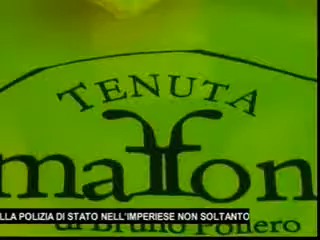 TENUTA
maffon
LLA POLIZIA DI STATO NELL'IMPERIESE NON SOLTANTO
di Bruno Pollero